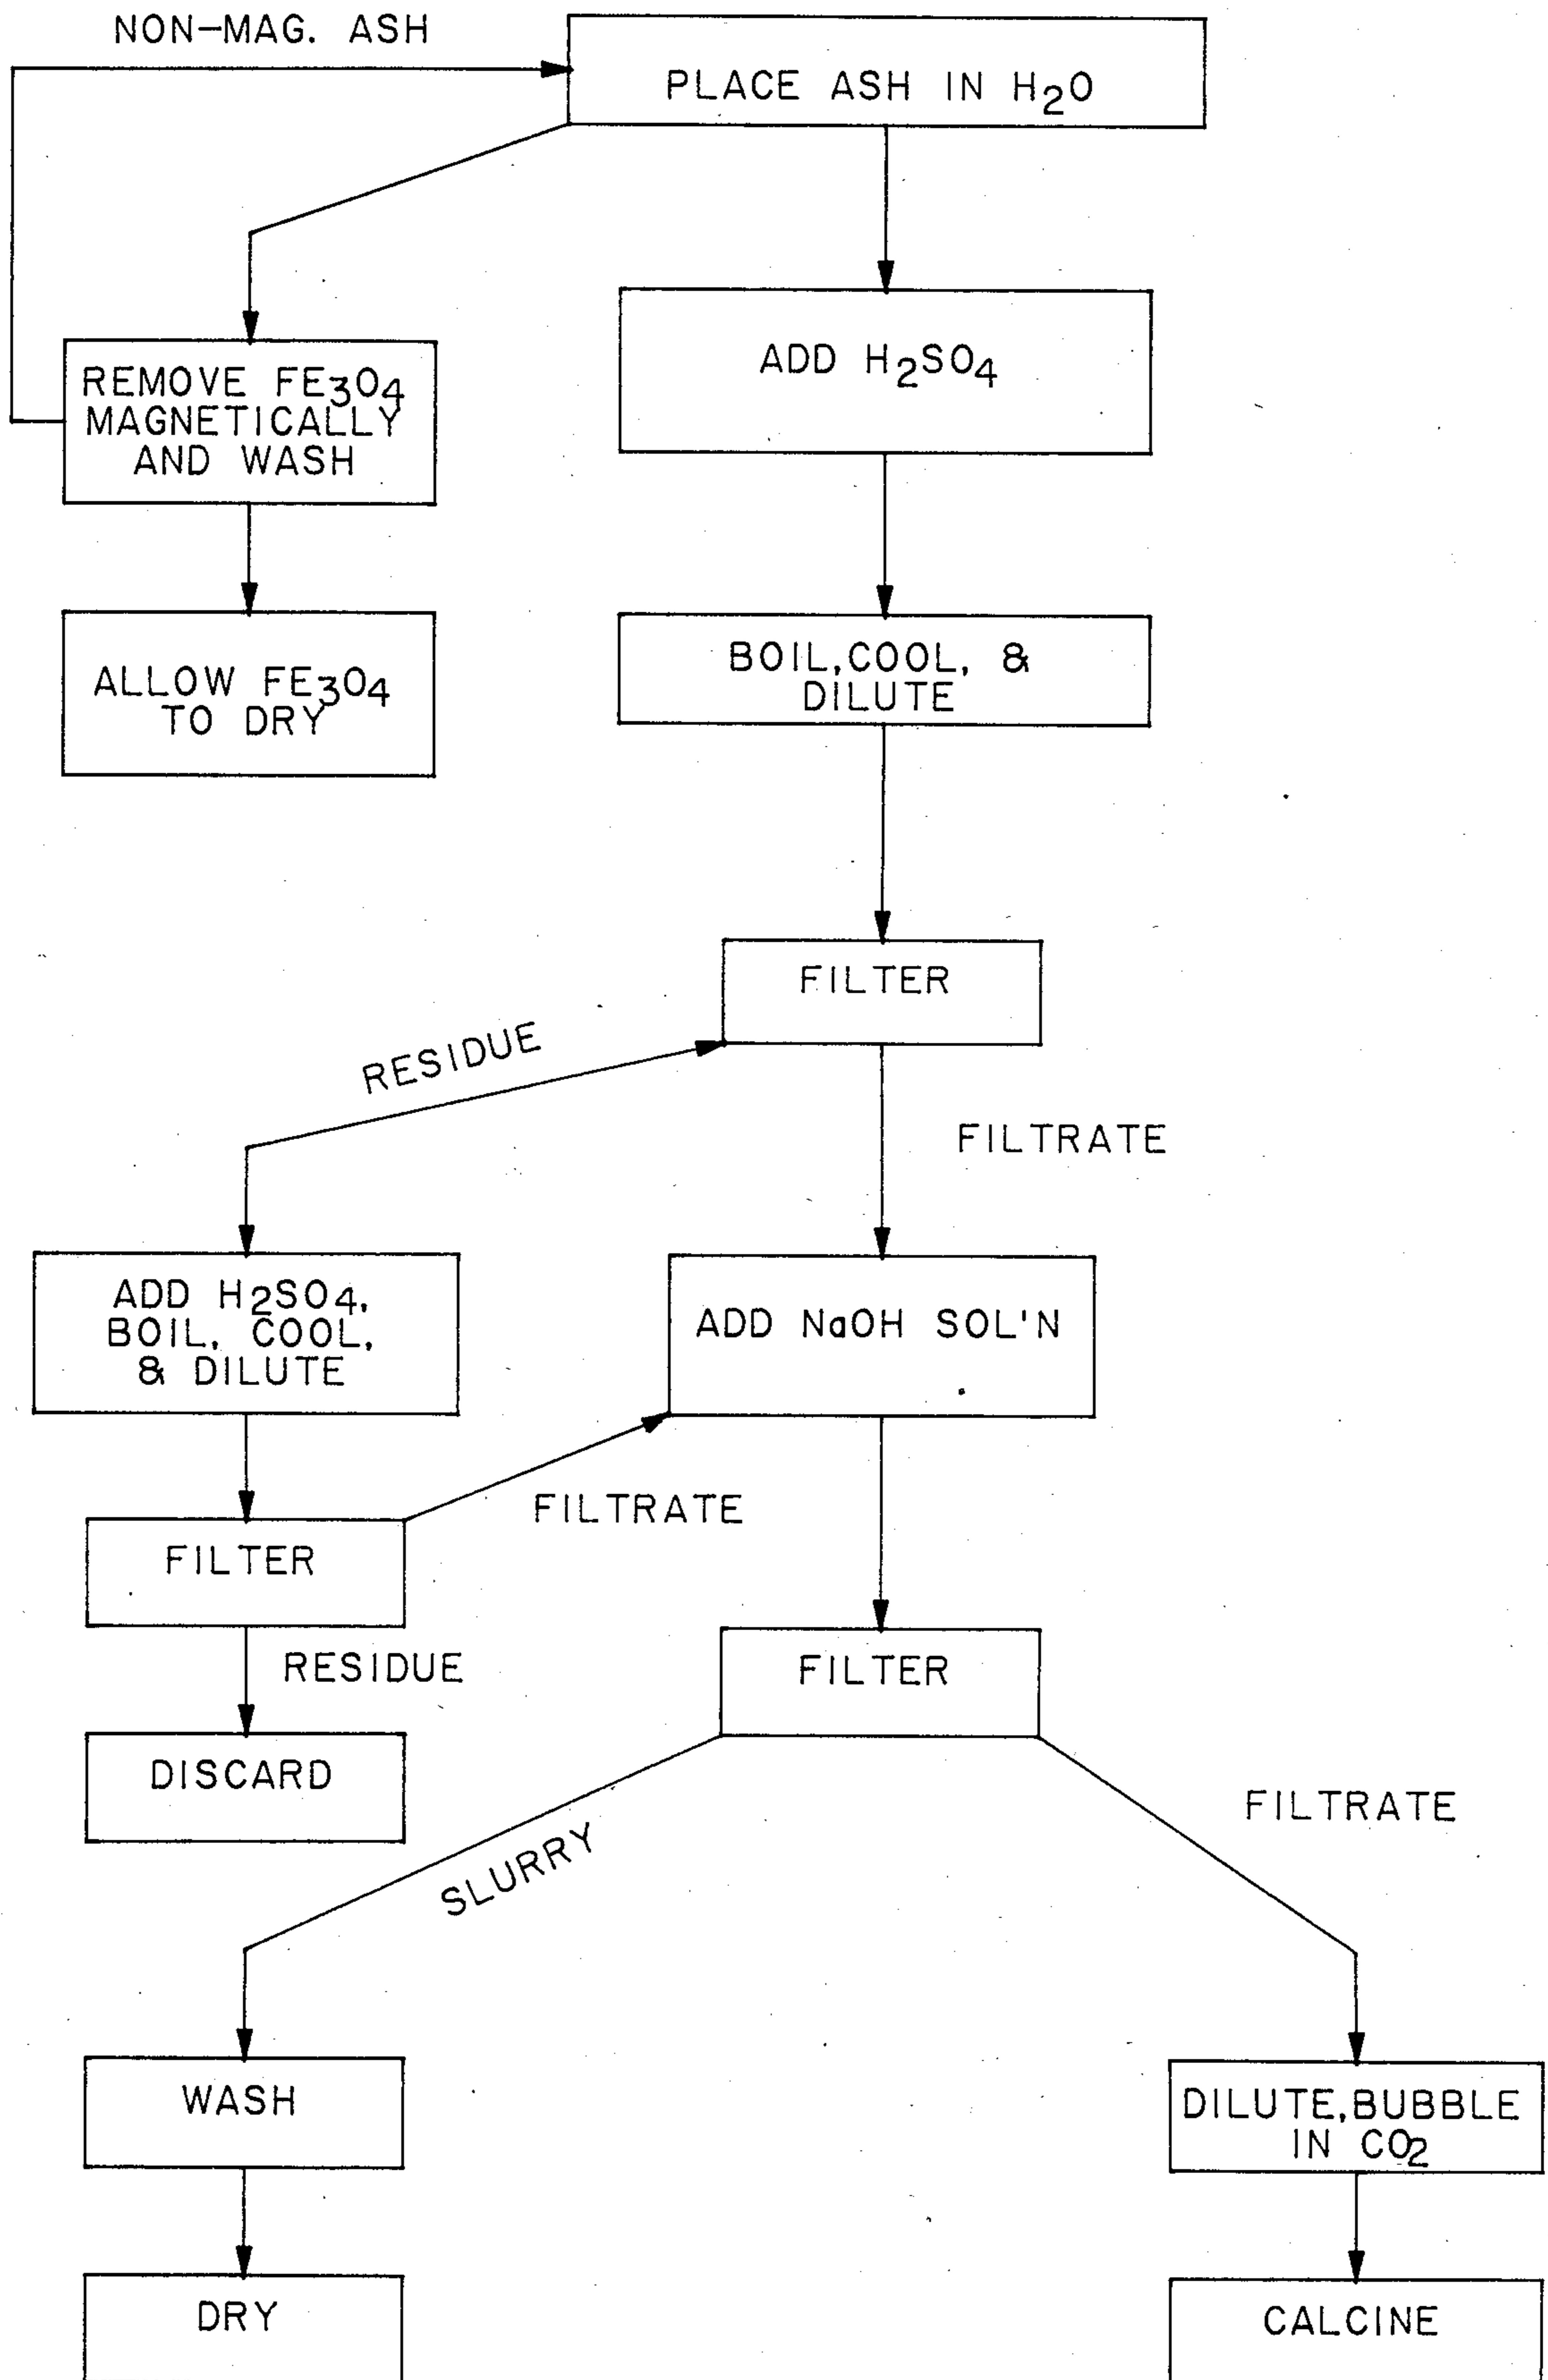 NON-MAG. ASH
PLACE ASH IN H2O
ADD H2SO4
REMOVE FE3O4
MAGNETICALLY
AND WASH
ALLOW FE3O4
TO DRY
BOIL, COOL, &
DILUTE
FILTER
RESIDUE
FILTRATE
ADD H2SO4,
BOIL, COOL,
& DILUTE
ADD NaOH SOL'N
FILTER
FILTRATE
RESIDUE
FILTER
DISCARD
SLURRY
FILTRATE
WASH
DILUTE, BUBBLE
IN CO2
DRY
CALCINE